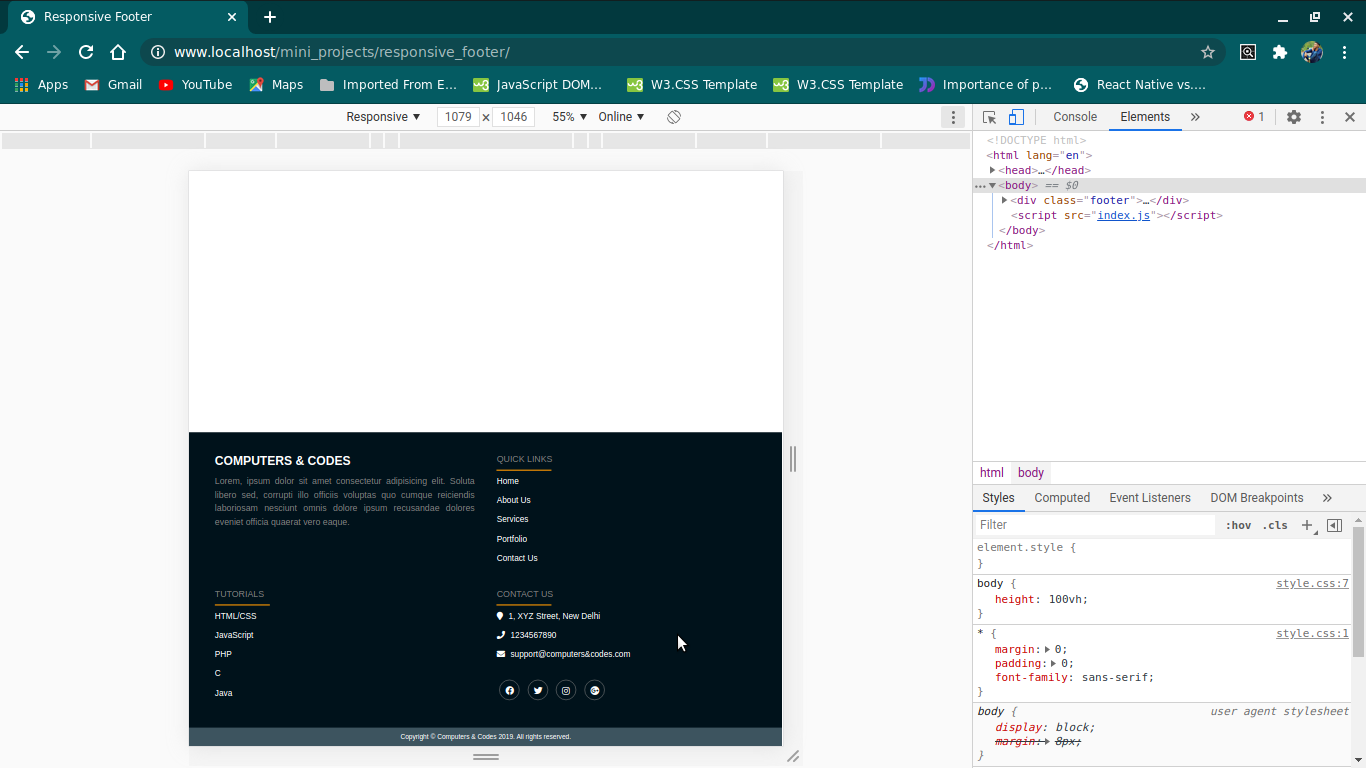 Responsive Footer
www.localhost/mini_projects/responsive_footer/
Apps Gmail YouTube Maps Imported From E... JavaScript DOM... W3.CSS Template W3.CSS Template Importance of p... React Native vs....
Responsive 1079 × 1046 55% Online
Console Elements » 1
<!DOCTYPE html>
<html lang="en">
<head>…</head>
<body> == $0
<div class="footer">…</div>
<script src="index.js"></script>
</body>
</html>
html body
Styles Computed Event Listeners DOM Breakpoints »
Filter :hov .cls +
element.style {
}
body { style.css:7
height: 100vh;
}
* { style.css:1
margin: 0;
padding: 0;
font-family: sans-serif;
}
body { user agent stylesheet
display: block;
margin: 8px;
}
COMPUTERS & CODES
Lorem, ipsum dolor sit amet consectetur adipisicing elit. Soluta
libero sed, corrupti illo officiis voluptas quo cumque reiciendis
laboriosam nesciunt omnis dolore ipsum recusandae dolores
eveniet officia quaerat vero eaque.
QUICK LINKS
Home
About Us
Services
Portfolio
Contact Us
TUTORIALS
HTML/CSS
JavaScript
PHP
C
Java
CONTACT US
1, XYZ Street, New Delhi
1234567890
support@computers&codes.com
Copyright © Computers & Codes 2019. All rights reserved.